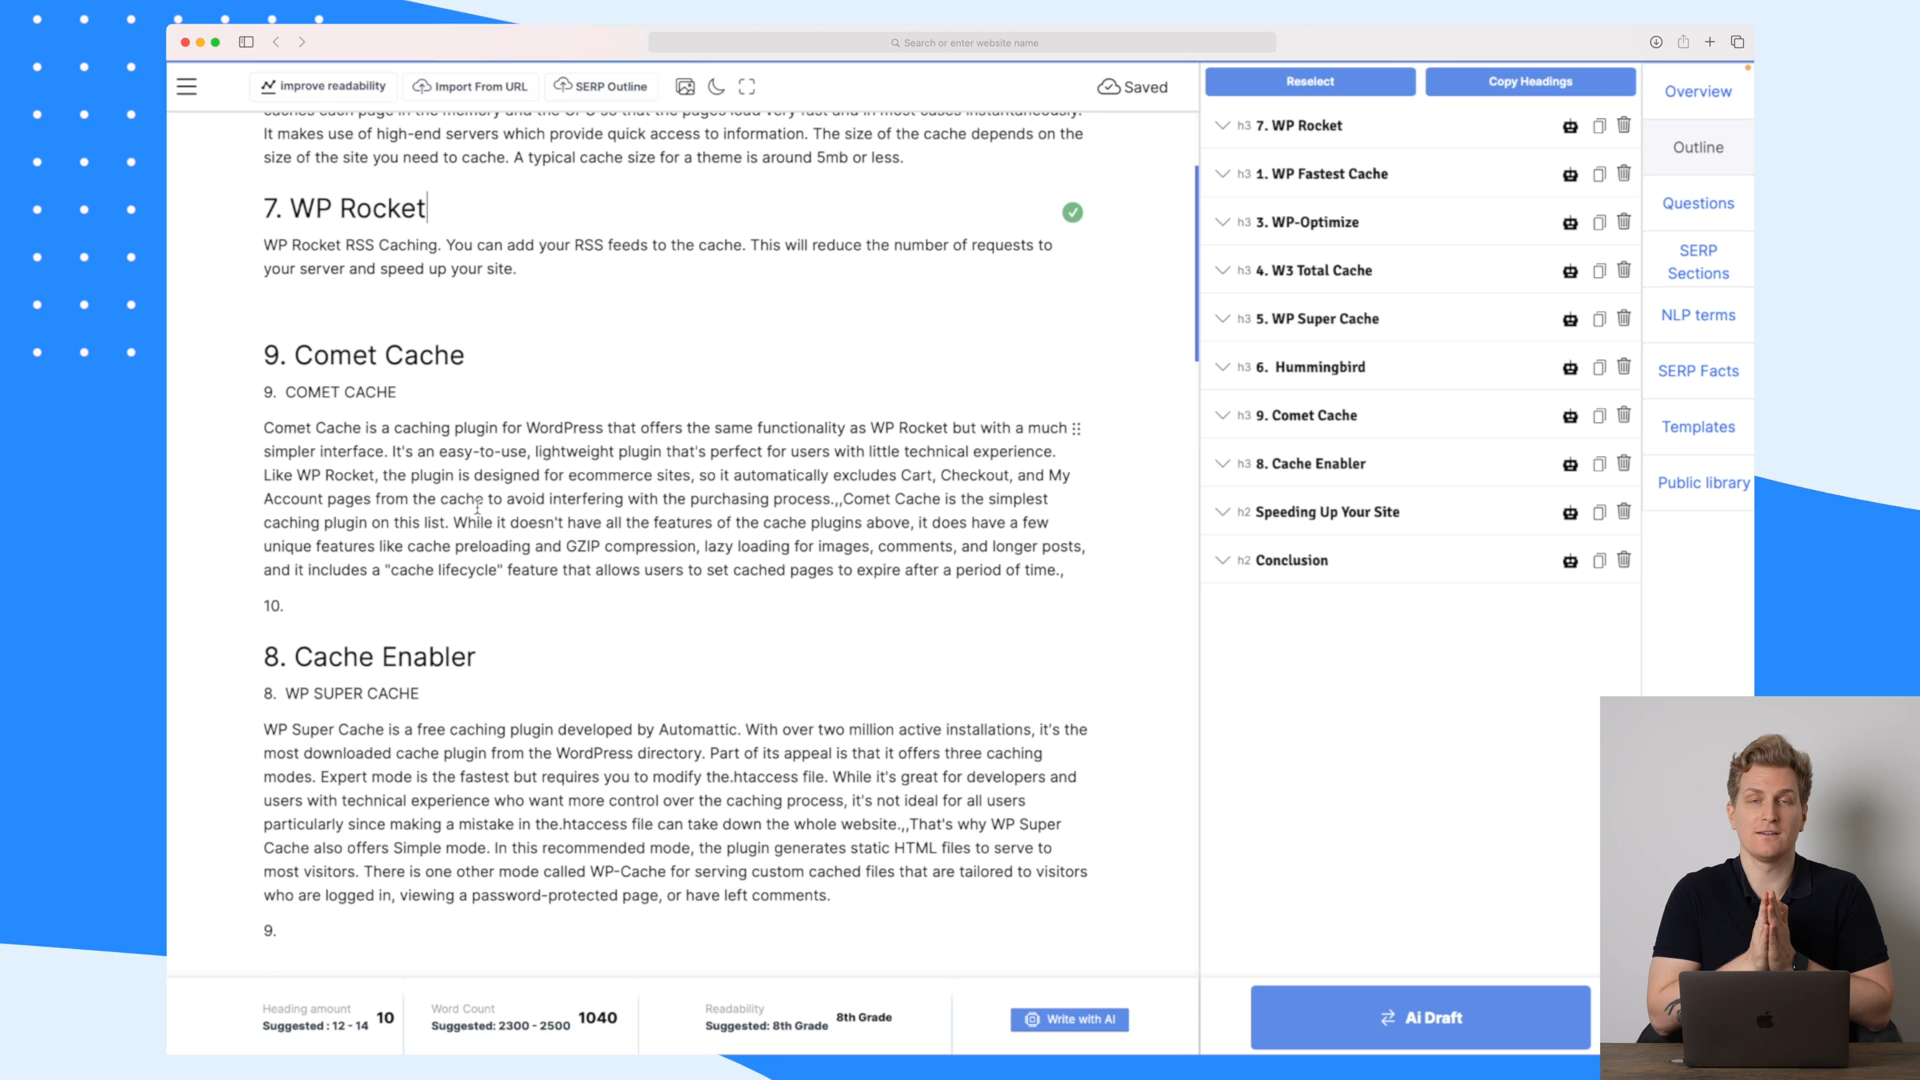 Search or enter website name
improve readability
Import From URL
SERP Outline
Saved
Reselect
Copy Headings
Overview
Outline
Questions
SERP
Sections
NLP terms
SERP Facts
Templates
Public library
caches each page in the memory and the CPU so that the pages load very fast and in most cases instantaneously.
It makes use of high-end servers which provide quick access to information. The size of the cache depends on the
size of the site you need to cache. A typical cache size for a theme is around 5mb or less.
7. WP Rocket
WP Rocket RSS Caching. You can add your RSS feeds to the cache. This will reduce the number of requests to
your server and speed up your site.
9. Comet Cache
9. COMET CACHE
Comet Cache is a caching plugin for WordPress that offers the same functionality as WP Rocket but with a much
simpler interface. It's an easy-to-use, lightweight plugin that's perfect for users with little technical experience.
Like WP Rocket, the plugin is designed for ecommerce sites, so it automatically excludes Cart, Checkout, and My
Account pages from the cache to avoid interfering with the purchasing process.,,Comet Cache is the simplest
caching plugin on this list. While it doesn't have all the features of the cache plugins above, it does have a few
unique features like cache preloading and GZIP compression, lazy loading for images, comments, and longer posts,
and it includes a "cache lifecycle" feature that allows users to set cached pages to expire after a period of time.,
10.
8. Cache Enabler
8. WP SUPER CACHE
WP Super Cache is a free caching plugin developed by Automattic. With over two million active installations, it's the
most downloaded cache plugin from the WordPress directory. Part of its appeal is that it offers three caching
modes. Expert mode is the fastest but requires you to modify the.htaccess file. While it's great for developers and
users with technical experience who want more control over the caching process, it's not ideal for all users
particularly since making a mistake in the.htaccess file can take down the whole website.,,That's why WP Super
Cache also offers Simple mode. In this recommended mode, the plugin generates static HTML files to serve to
most visitors. There is one other mode called WP-Cache for serving custom cached files that are tailored to visitors
who are logged in, viewing a password-protected page, or have left comments.
9.
h3 7. WP Rocket
h3 1. WP Fastest Cache
h3 3. WP-Optimize
h3 4. W3 Total Cache
h3 5. WP Super Cache
h3 6. Hummingbird
h3 9. Comet Cache
h3 8. Cache Enabler
h2 Speeding Up Your Site
h2 Conclusion
Heading amount
Suggested : 12 - 14
10
Word Count
Suggested: 2300 - 2500
1040
Readability
Suggested: 8th Grade
8th Grade
Write with AI
Ai Draft